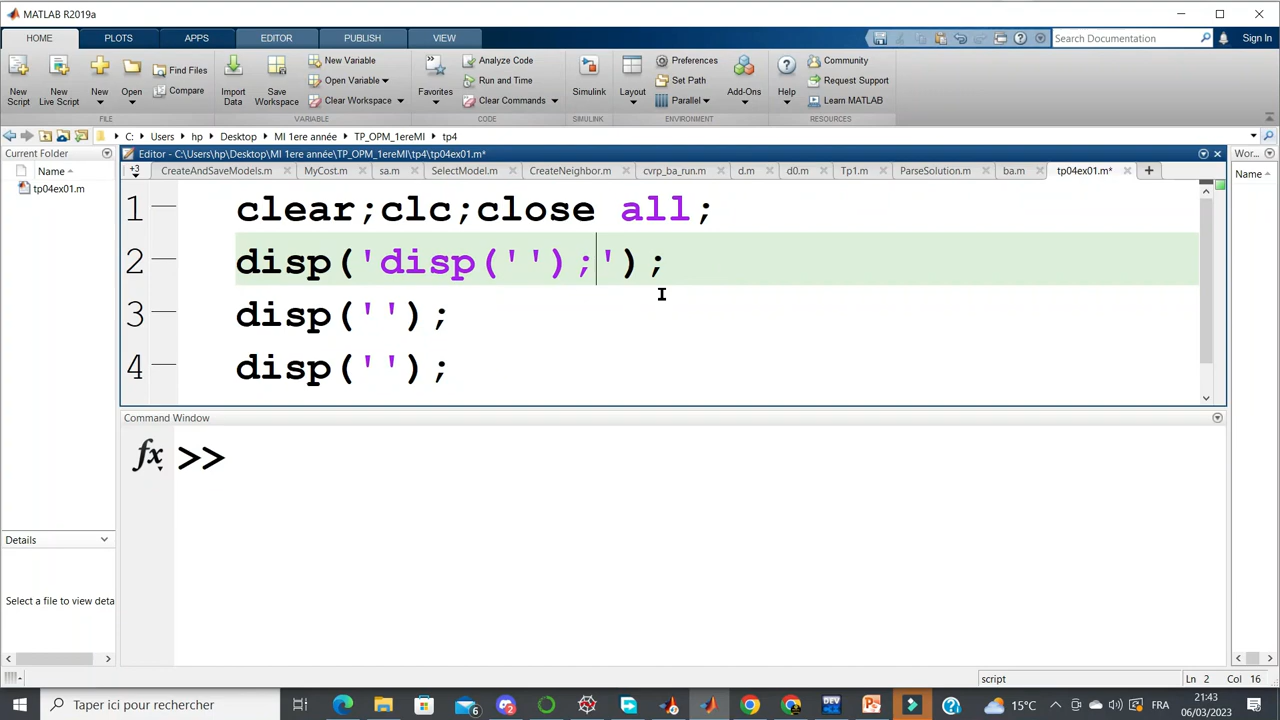 MATLAB R2019a
HOME PLOTS APPS EDITOR PUBLISH VIEW Search Documentation Sign In
New Script New Live Script New Open Find Files Compare Import Data Save Workspace New Variable Open Variable Clear Workspace Favorites Analyze Code Run and Time Clear Commands Simulink Layout Preferences Set Path Parallel Add-Ons Help Community Request Support Learn MATLAB
FILE VARIABLE CODE SIMULINK ENVIRONMENT RESOURCES
C: Users hp Desktop MI 1ere année TP_OPM_1ereMI tp4
Current Folder Editor - C:\Users\hp\Desktop\MI 1ere année\TP_OPM_1ereMI\tp4\tp04ex01.m* Wor...
Name +3 CreateAndSaveModels.m MyCost.m sa.m SelectModel.m CreateNeighbor.m cvrp_ba_run.m d.m d0.m Tp1.m ParseSolution.m ba.m tp04ex01.m* Name
tp04ex01.m
1 clear;clc;close all;
2 disp('disp('');');
3 disp('');
4 disp('');
Command Window
fx >>
Details
Select a file to view deta
script Ln 2 Col 16
Taper ici pour rechercher 6 2 15°C FRA 21:43
06/03/2023